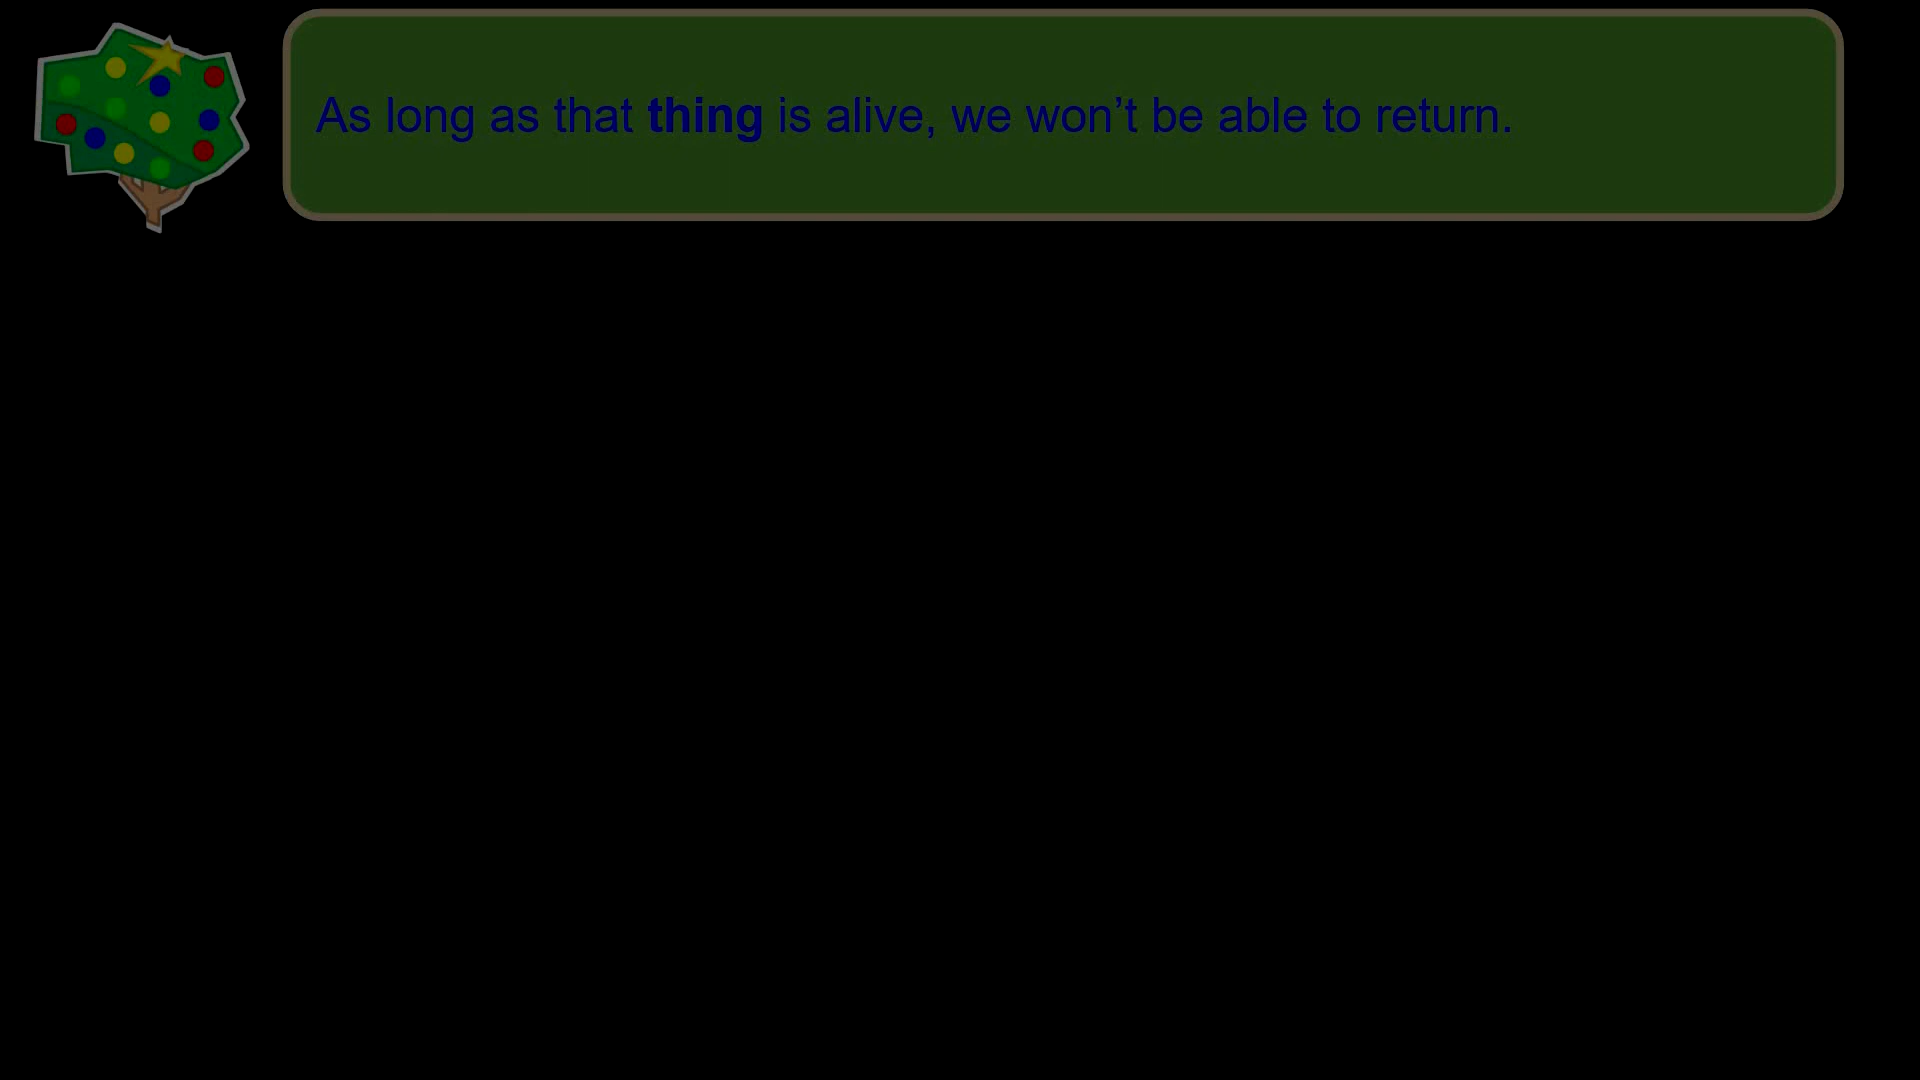 As long as that thing is alive, we won’t be able to return.